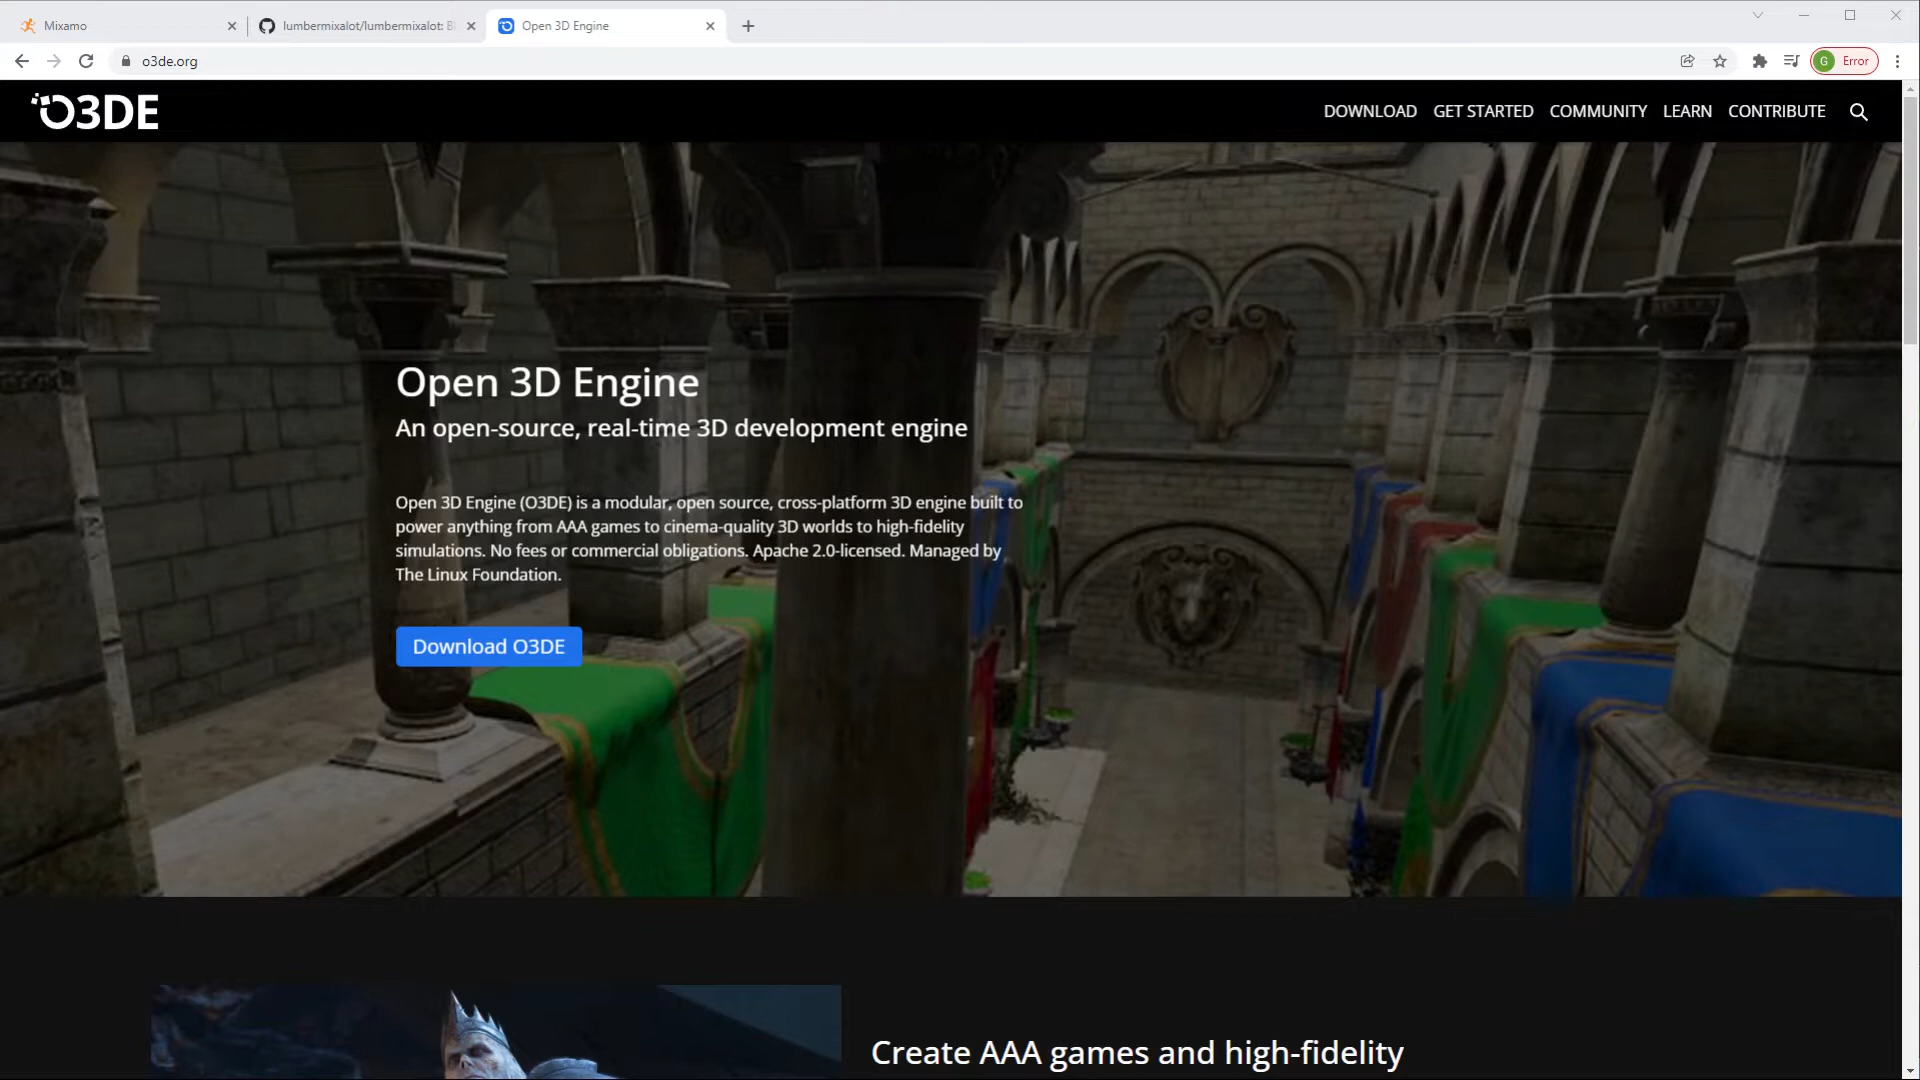 Mixamo
lumbermixalot/lumbermixalot: Bl
Open 3D Engine
o3de.org
G Error
O3DE
DOWNLOAD GET STARTED COMMUNITY LEARN CONTRIBUTE
Open 3D Engine
An open-source, real-time 3D development engine
Open 3D Engine (O3DE) is a modular, open source, cross-platform 3D engine built to
power anything from AAA games to cinema-quality 3D worlds to high-fidelity
simulations. No fees or commercial obligations. Apache 2.0-licensed. Managed by
The Linux Foundation.
Download O3DE
Create AAA games and high-fidelity